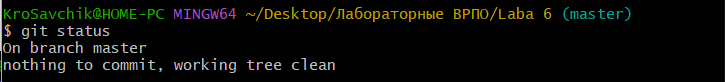 KroSavchik@HOME-PC MINGW64 ~/Desktop/Лабораторные ВРПО/Laba 6 (master)
$ git status
On branch master
nothing to commit, working tree clean